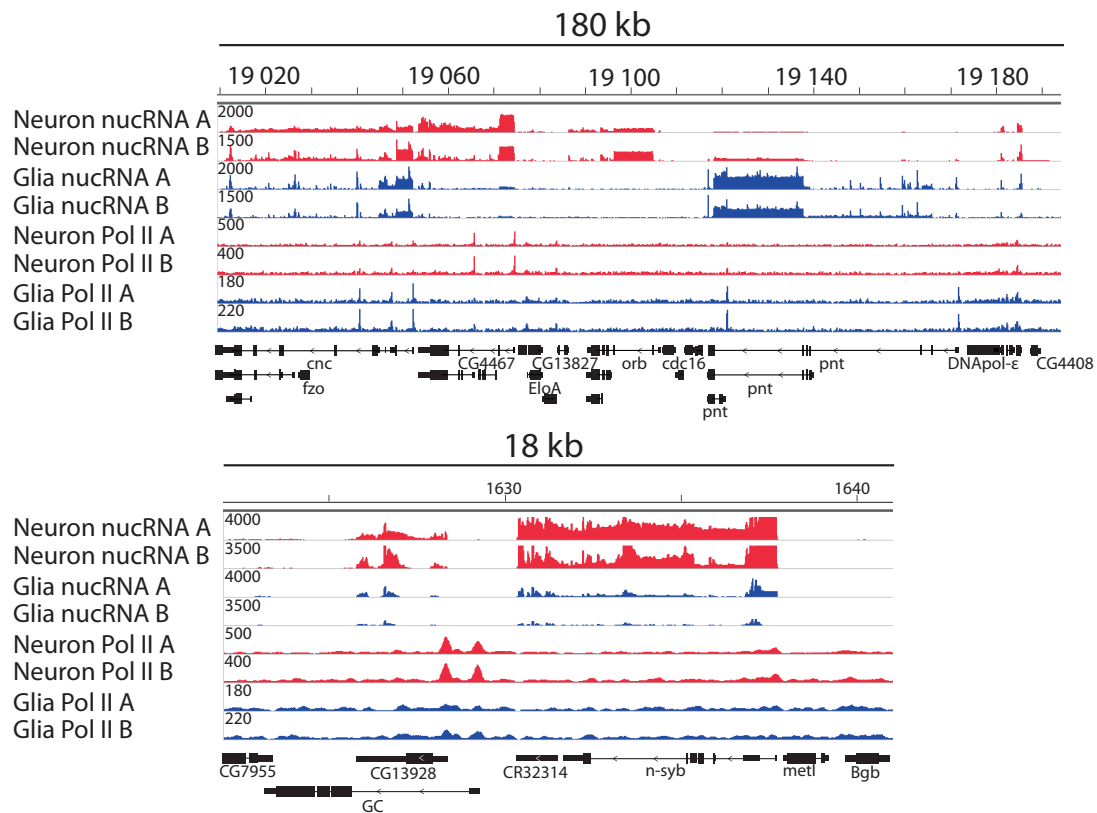 180 kb
19 020 19 060 19 100 19 140 19 180
Neuron nucRNA A 2000
Neuron nucRNA B 1500
Glia nucRNA A 2000
Glia nucRNA B 1500
Neuron Pol II A 500
Neuron Pol II B 400
Glia Pol II A 180
Glia Pol II B 220
cnc CG4467 CG13827 orb cdc16 pnt DNApol-ε CG4408
fzo EloA pnt
pnt
18 kb
1630 1640
Neuron nucRNA A 4000
Neuron nucRNA B 3500
Glia nucRNA A 4000
Glia nucRNA B 3500
Neuron Pol II A 500
Neuron Pol II B 400
Glia Pol II A 180
Glia Pol II B 220
CG7955 CG13928 CR32314 n-syb metl Bgb
GC